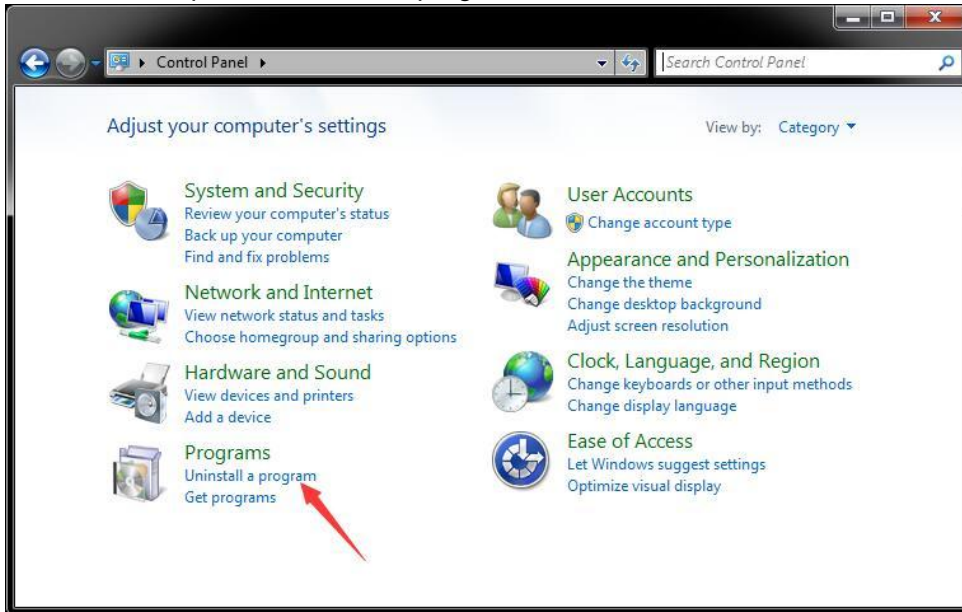 Control Panel
Search Control Panel
Adjust your computer's settings
View by: Category
System and Security
Review your computer's status
Back up your computer
Find and fix problems
Network and Internet
View network status and tasks
Choose homegroup and sharing options
Hardware and Sound
View devices and printers
Add a device
Programs
Uninstall a program
Get programs
User Accounts
Change account type
Appearance and Personalization
Change the theme
Change desktop background
Adjust screen resolution
Clock, Language, and Region
Change keyboards or other input methods
Change display language
Ease of Access
Let Windows suggest settings
Optimize visual display